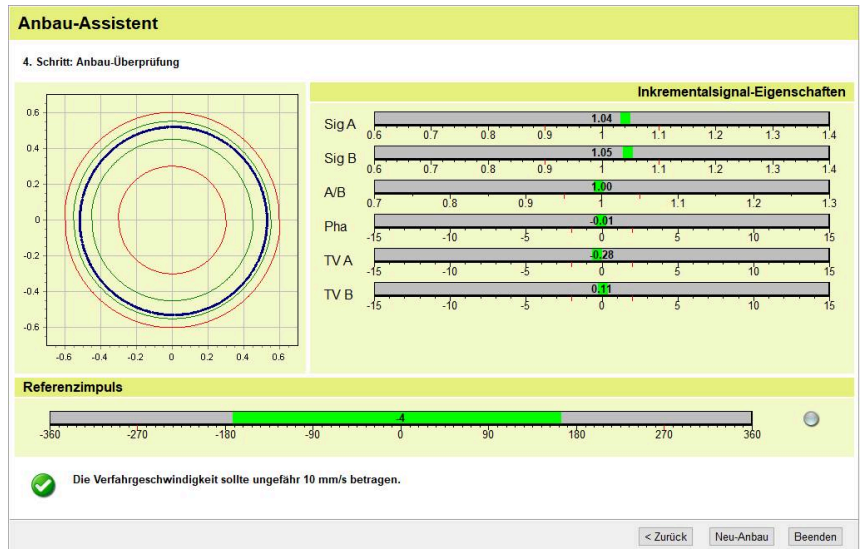 Anbau-Assistent
4. Schritt: Anbau-Überprüfung
0.6
0.4
0.2
0
-0.2
-0.4
-0.6
-0.6 -0.4 -0.2 0 0.2 0.4 0.6
Inkrementalsignal-Eigenschaften
Sig A 1.04
0.6 0.7 0.8 0.9 1 1.1 1.2 1.3 1.4
Sig B 1.05
0.6 0.7 0.8 0.9 1 1.1 1.2 1.3 1.4
A/B 1.00
0.7 0.8 0.9 1 1.1 1.2 1.3
Pha -0.01
-15 -10 -5 0 5 10 15
TV A -0.28
-15 -10 -5 0 5 10 15
TV B 0.11
-15 -10 -5 0 5 10 15
Referenzimpuls
-4
-360 -270 -180 -90 0 90 180 270 360
Die Verfahrgeschwindigkeit sollte ungefähr 10 mm/s betragen.
< Zurück Neu-Anbau Beenden